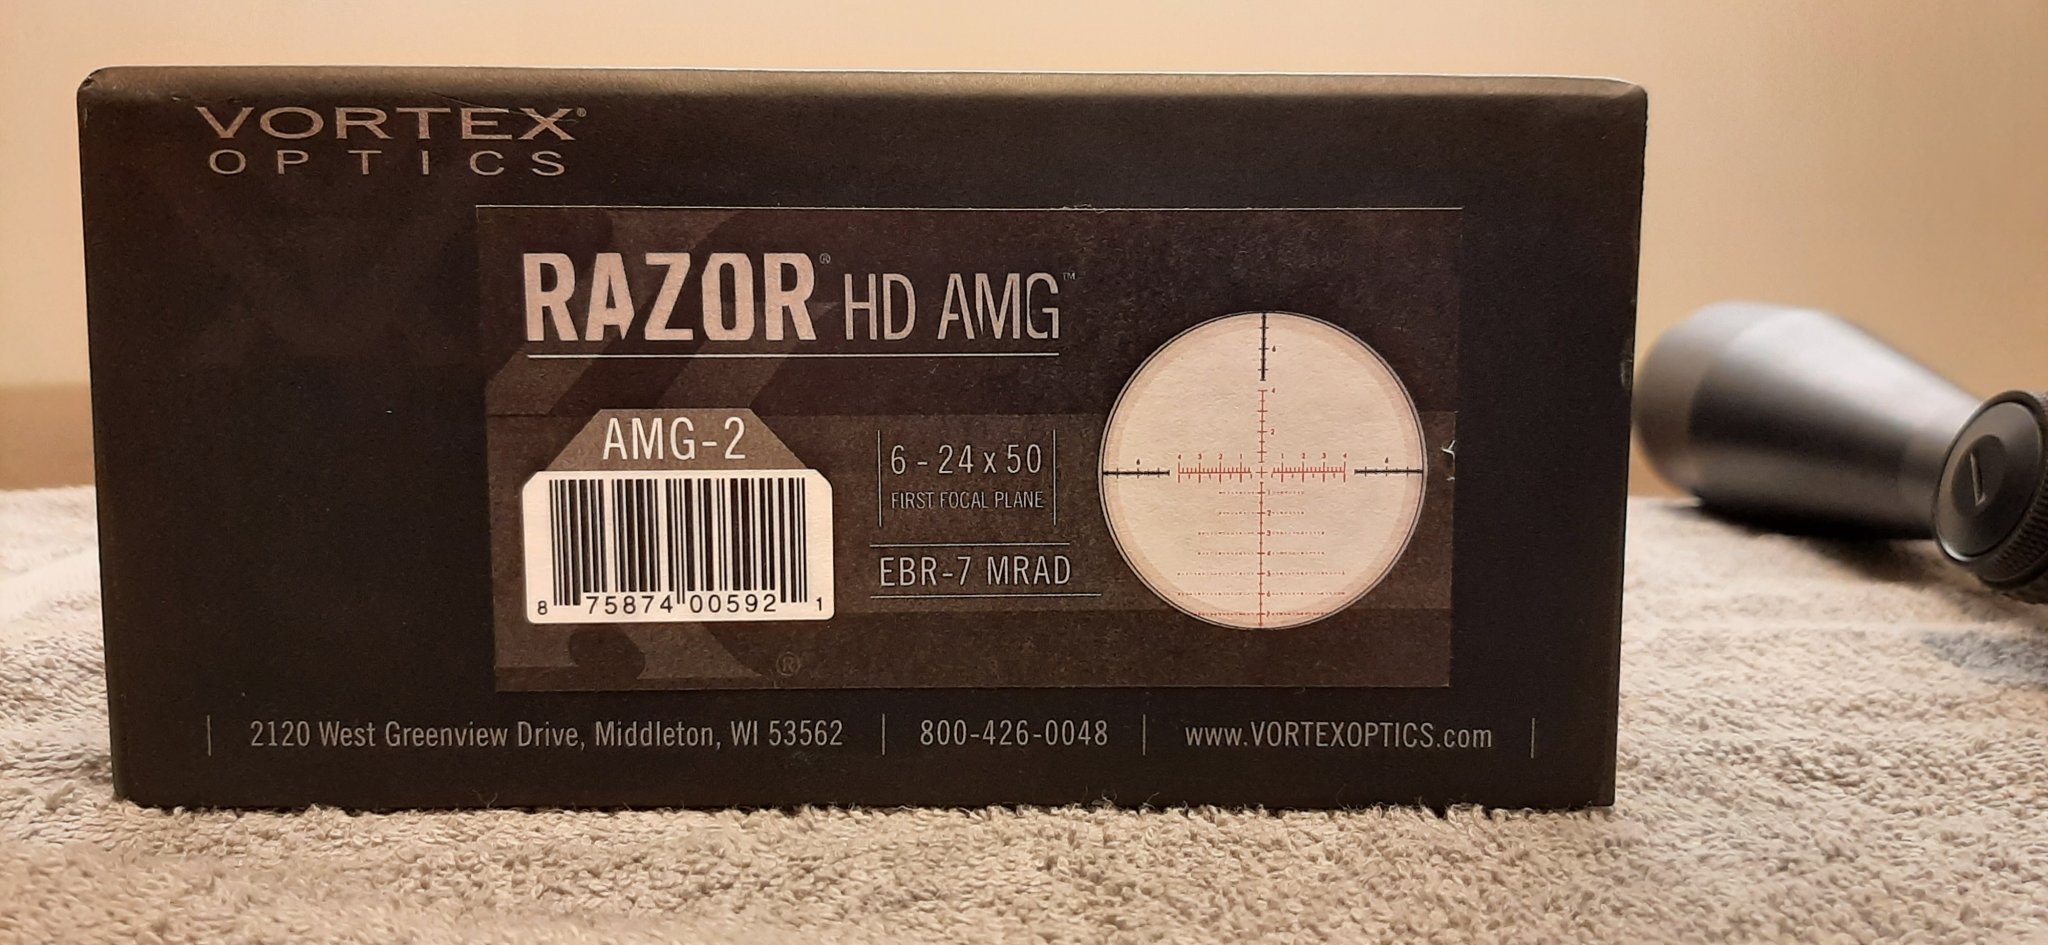 VORTEX®
OPTICS
RAZOR® HD AMG™
AMG-2
6 - 24 x 50
FIRST FOCAL PLANE
EBR-7 MRAD
8 75874 00592 1
®
2120 West Greenview Drive, Middleton, WI 53562 | 800-426-0048 | www.VORTEXOPTICS.com